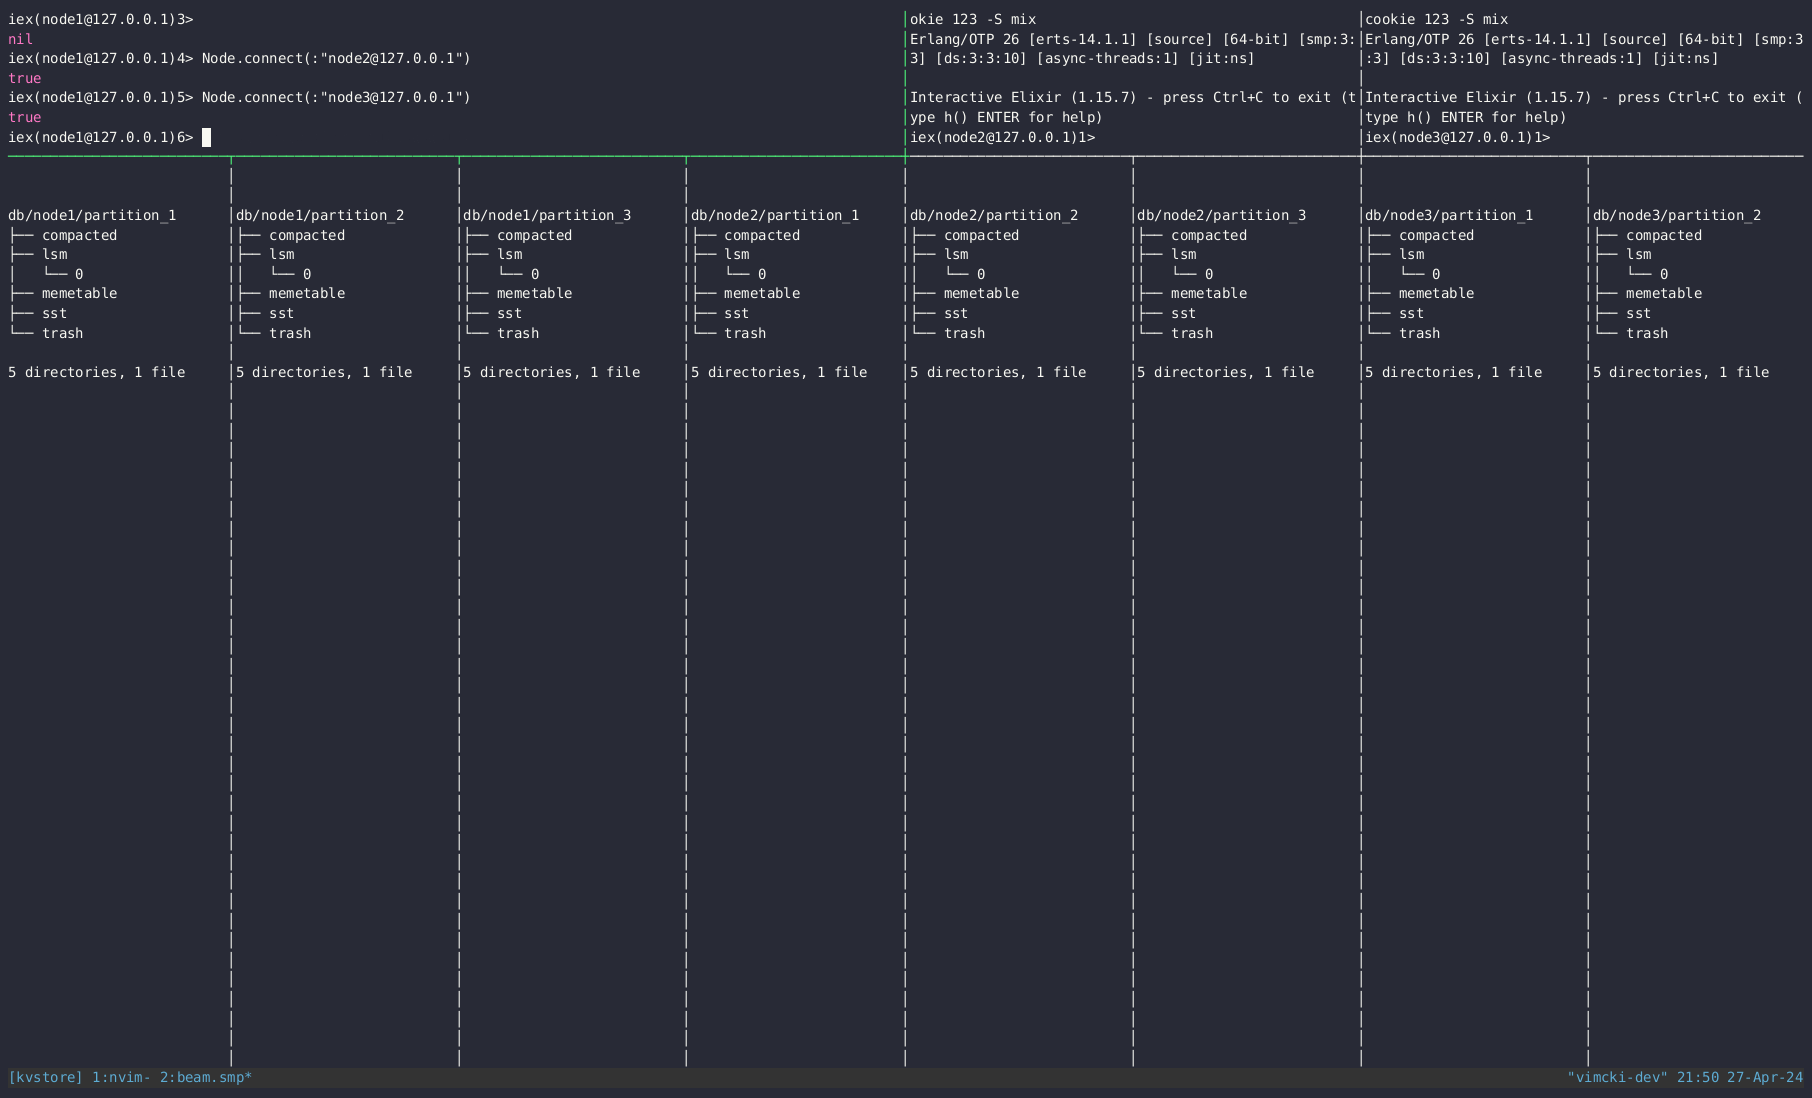 iex(node1@127.0.0.1)3>
nil
iex(node1@127.0.0.1)4> Node.connect(:"node2@127.0.0.1")
true
iex(node1@127.0.0.1)5> Node.connect(:"node3@127.0.0.1")
true
iex(node1@127.0.0.1)6>
okie 123 -S mix
Erlang/OTP 26 [erts-14.1.1] [source] [64-bit] [smp:3:
3] [ds:3:3:10] [async-threads:1] [jit:ns]
Interactive Elixir (1.15.7) - press Ctrl+C to exit (t
ype h() ENTER for help)
iex(node2@127.0.0.1)1>
cookie 123 -S mix
Erlang/OTP 26 [erts-14.1.1] [source] [64-bit] [smp:3
:3] [ds:3:3:10] [async-threads:1] [jit:ns]
Interactive Elixir (1.15.7) - press Ctrl+C to exit (
type h() ENTER for help)
iex(node3@127.0.0.1)1>
db/node1/partition_1
├── compacted
├── lsm
│   └── 0
├── memetable
├── sst
└── trash
5 directories, 1 file
db/node1/partition_2
├── compacted
├── lsm
│   └── 0
├── memetable
├── sst
└── trash
5 directories, 1 file
db/node1/partition_3
├── compacted
├── lsm
│   └── 0
├── memetable
├── sst
└── trash
5 directories, 1 file
db/node2/partition_1
├── compacted
├── lsm
│   └── 0
├── memetable
├── sst
└── trash
5 directories, 1 file
db/node2/partition_2
├── compacted
├── lsm
│   └── 0
├── memetable
├── sst
└── trash
5 directories, 1 file
db/node2/partition_3
├── compacted
├── lsm
│   └── 0
├── memetable
├── sst
└── trash
5 directories, 1 file
db/node3/partition_1
├── compacted
├── lsm
│   └── 0
├── memetable
├── sst
└── trash
5 directories, 1 file
db/node3/partition_2
├── compacted
├── lsm
│   └── 0
├── memetable
├── sst
└── trash
5 directories, 1 file
[kvstore] 1:nvim- 2:beam.smp* "vimcki-dev" 21:50 27-Apr-24